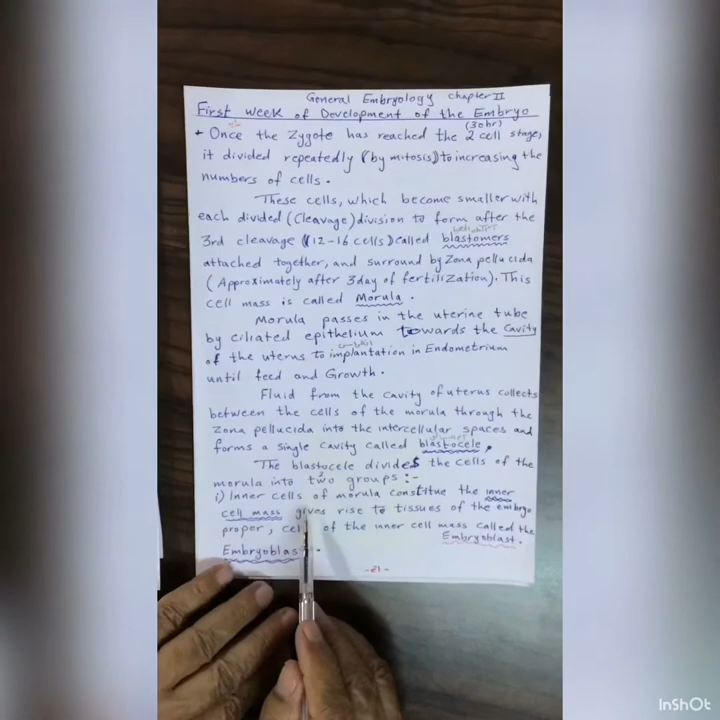 General Embryology chapter II
First week of Development of the Embryo
+ Once the Zygote has reached the 2 cell stage,
(30hr)
it divided repeatedly (by mitosis) to increasing the
numbers of cells.
These cells, which become smaller with
each divided (cleavage) division to form after the
3rd cleavage (12-16 cells) called blastomers
attached together, and surround by Zona pellucida
(Approximately after 3day of fertilization). This
cell mass is called Morula.
Morula passes in the uterine tube
by ciliated epithelium towards the cavity
of the uterus to implantation in Endometrium
until feed and Growth.
Fluid from the cavity of uterus collects
between the cells of the morula through the
Zona pellucida into the intercellular spaces and
forms a single cavity called blastocele,
The blastocele divides the cells of the
morula into two groups :-
2
i) Inner cells of morula constitue the inner
cell mass gives rise to tissues of the embryo
proper, of the inner cell mass called the
Embryoblast.
-21-
InShOt